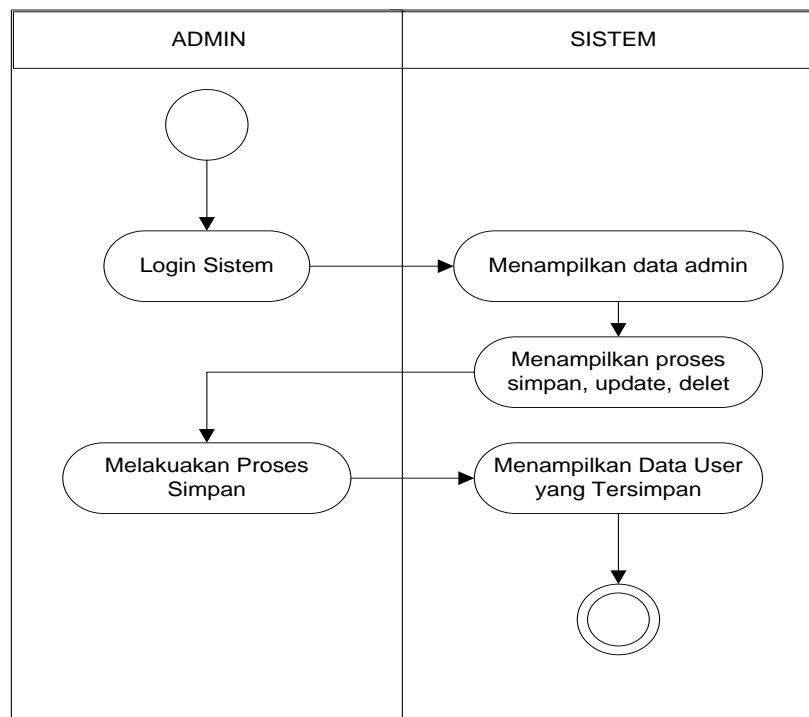 ADMIN
SISTEM
Login Sistem
Menampilkan data admin
Menampilkan proses
simpan, update, delet
Melakuakan Proses
Simpan
Menampilkan Data User
yang Tersimpan